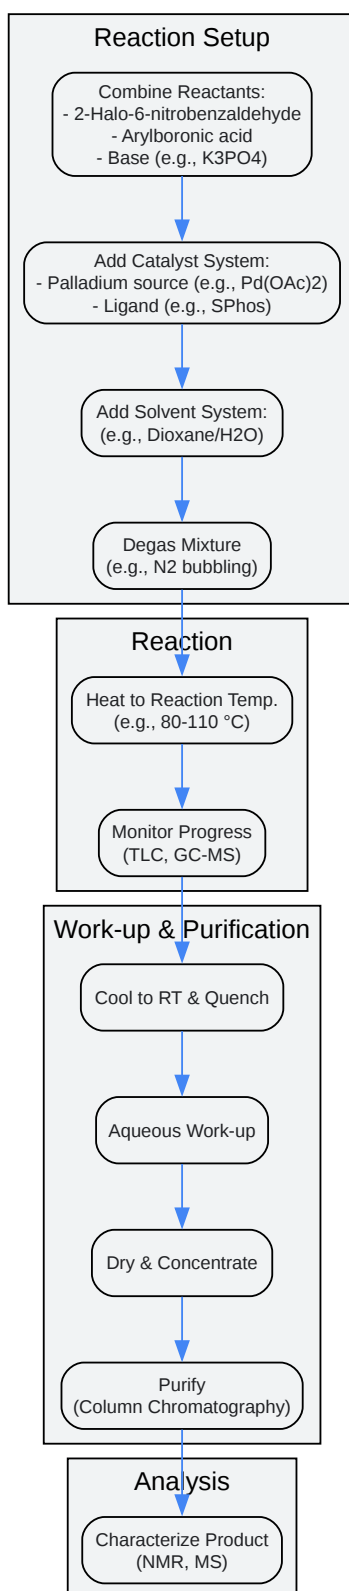 Reaction Setup
Combine Reactants:
- 2-Halo-6-nitrobenzaldehyde
- Arylboronic acid
- Base (e.g., K3PO4)
Add Catalyst System:
- Palladium source (e.g., Pd(OAc)2)
- Ligand (e.g., SPhos)
Add Solvent System:
(e.g., Dioxane/H2O)
Degas Mixture
(e.g., N2 bubbling)
Reaction
Heat to Reaction Temp.
(e.g., 80-110 °C)
Monitor Progress
(TLC, GC-MS)
Work-up & Purification
Cool to RT & Quench
Aqueous Work-up
Dry & Concentrate
Purify
(Column Chromatography)
Analysis
Characterize Product
(NMR, MS)